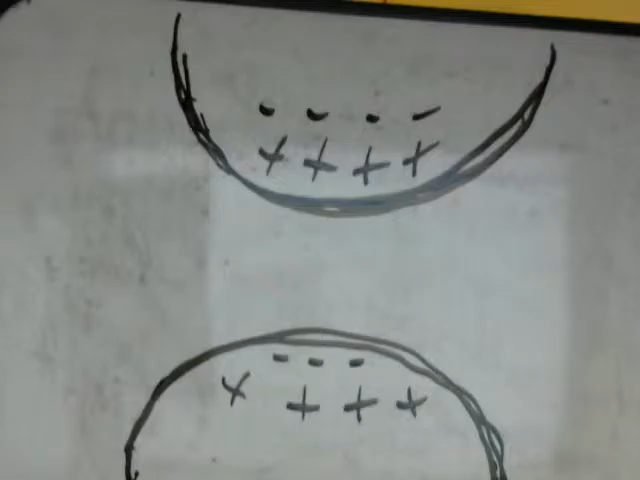 - - - -
+ + + +
- - -
+ + + +